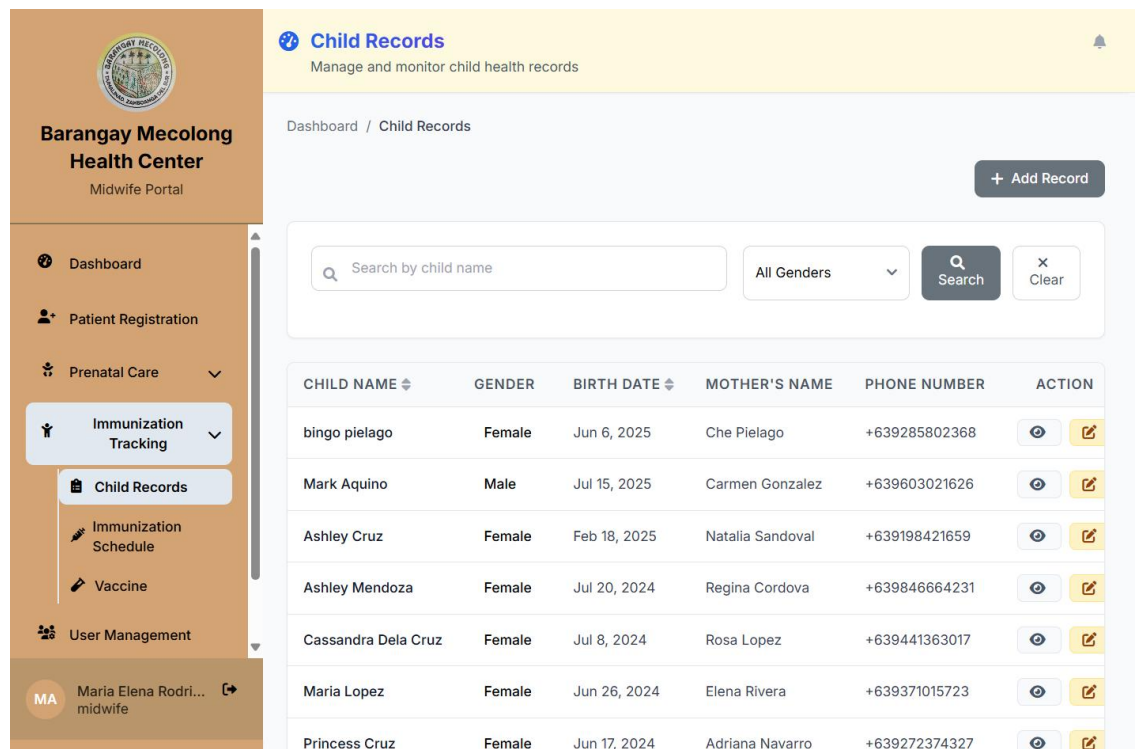 BARANGAY MECOLONG
DUMALINAO, ZAMBOANGA DEL SUR
Barangay Mecolong
Health Center
Midwife Portal
Dashboard
Patient Registration
Prenatal Care
Immunization
Tracking
Child Records
Immunization
Schedule
Vaccine
User Management
MA
Maria Elena Rodri...
midwife
Child Records
Manage and monitor child health records
Dashboard / Child Records
+ Add Record
Search by child name
All Genders
Search
× Clear
CHILD NAME GENDER BIRTH DATE MOTHER'S NAME PHONE NUMBER ACTION
bingo pielago Female Jun 6, 2025 Che Pielago +639285802368
Mark Aquino Male Jul 15, 2025 Carmen Gonzalez +639603021626
Ashley Cruz Female Feb 18, 2025 Natalia Sandoval +639198421659
Ashley Mendoza Female Jul 20, 2024 Regina Cordova +639846664231
Cassandra Dela Cruz Female Jul 8, 2024 Rosa Lopez +639441363017
Maria Lopez Female Jun 26, 2024 Elena Rivera +639371015723
Princess Cruz Female Jun 17, 2024 Adriana Navarro +639272374327